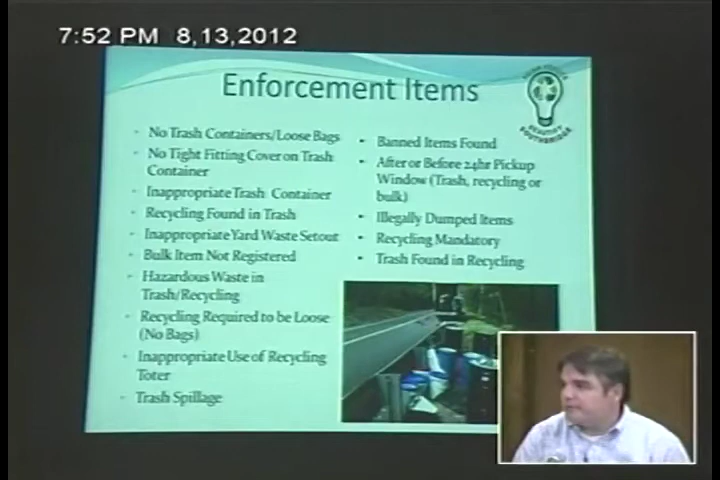 7:52 PM 8,13,2012
Enforcement Items
No Trash Containers/Loose Bags
No Tight Fitting Cover on Trash
Container
Inappropriate Trash Container
Recycling Found in Trash
Inappropriate Yard Waste Setout
Bulk Item Not Registered
Hazardous Waste in
Trash/Recycling
Recycling Required to be Loose
(No Bags)
Inappropriate Use of Recycling
Toter
Trash Spillage
Banned Items Found
After or Before 24hr Pickup
Window (Trash, recycling or
bulk)
Illegally Dumped Items
Recycling Mandatory
Trash Found in Recycling
BEAUTIFY
SOUTHBRIDGE